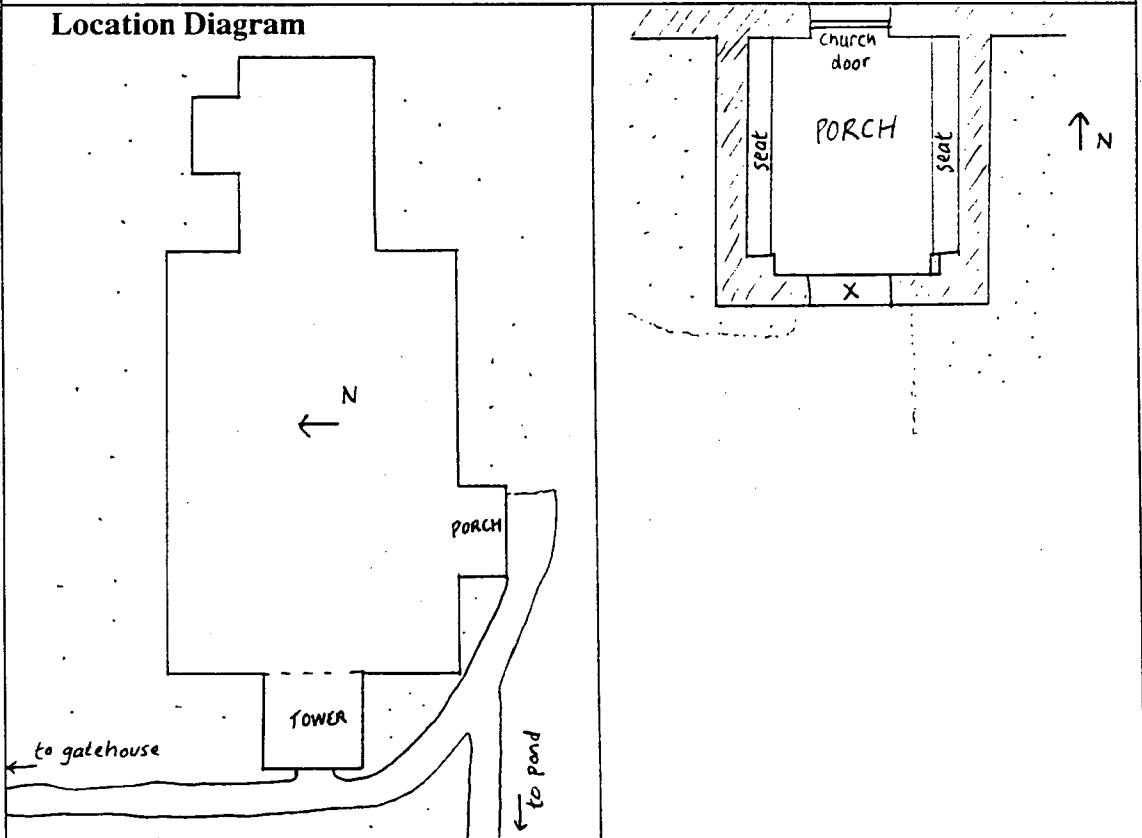 Location Diagram
N
PORCH
TOWER
to gatehouse
to pond
church
door
PORCH
seat
seat
N
X